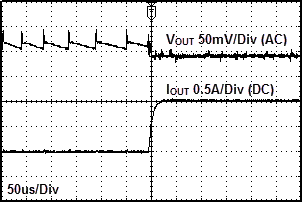 VOUT 50mV/Div (AC)
IOUT 0.5A/Div (DC)
50us/Div